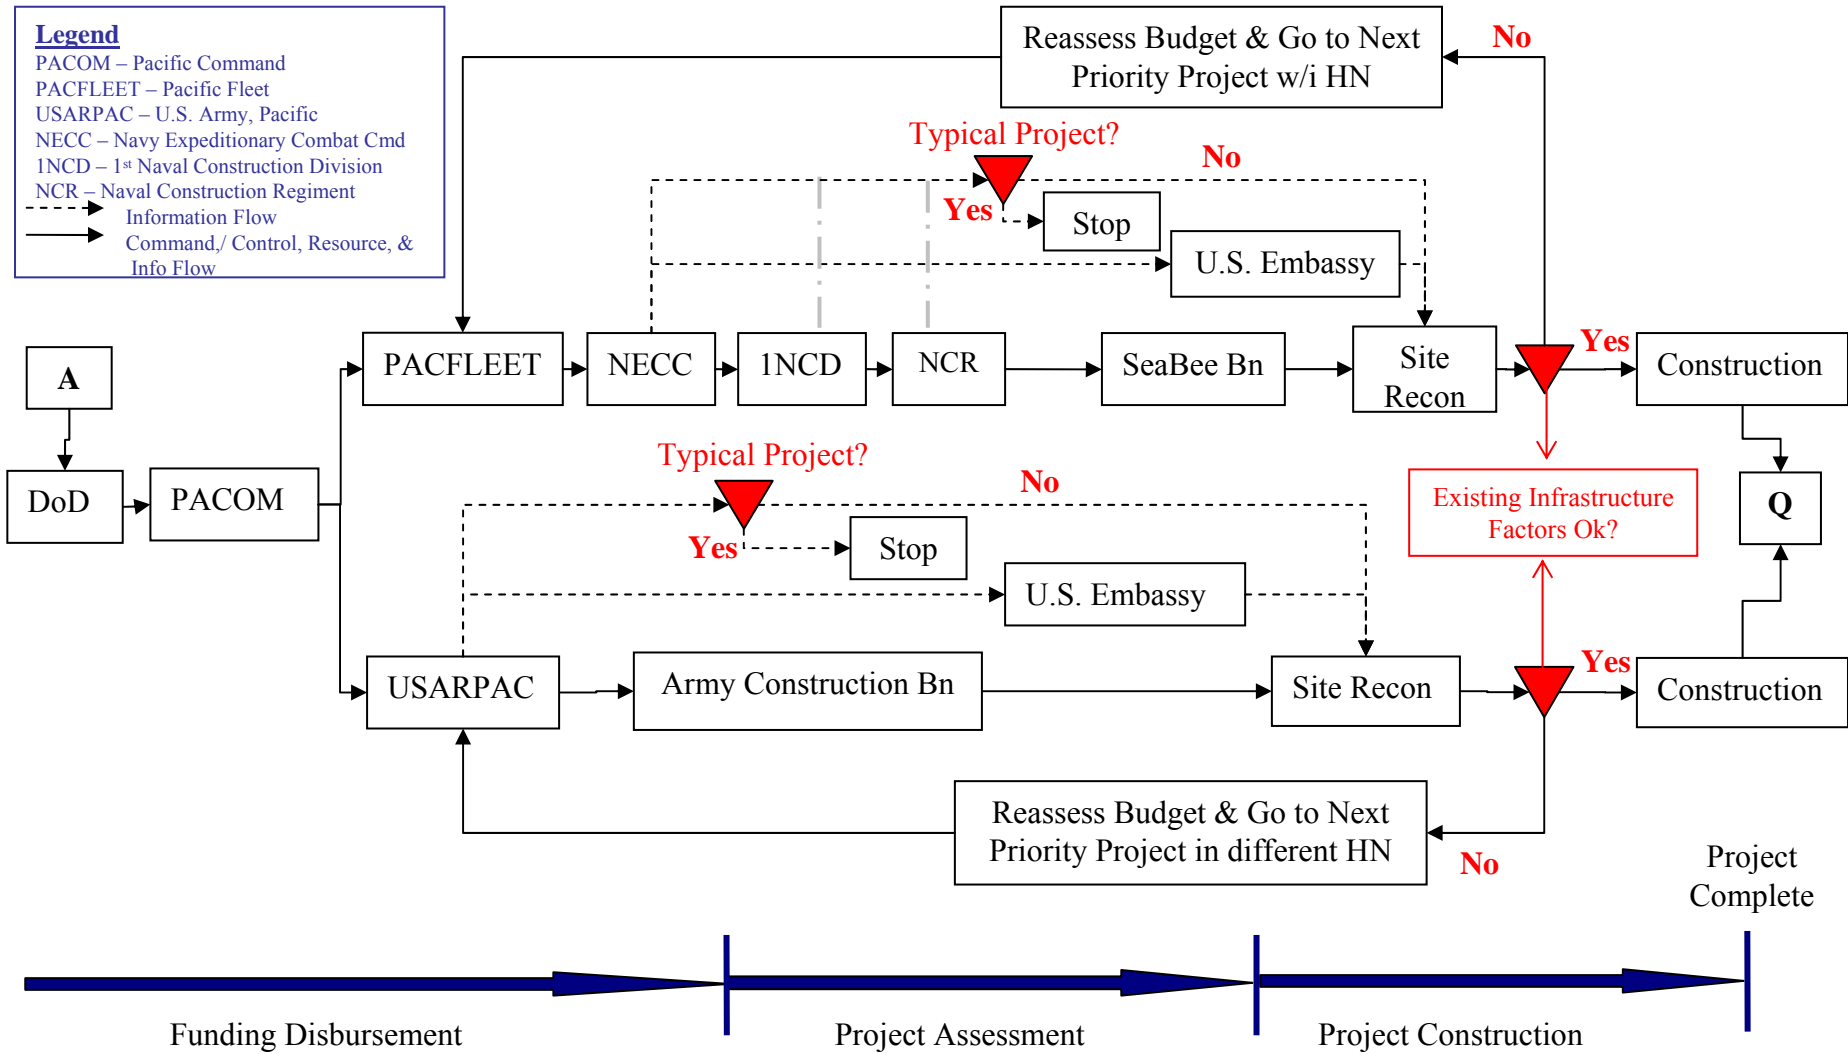 Legend
PACOM – Pacific Command
PACFLEET – Pacific Fleet
USARPAC – U.S. Army, Pacific
NECC – Navy Expeditionary Combat Cmd
1NCD – 1st Naval Construction Division
NCR – Naval Construction Regiment
Information Flow
Command,/ Control, Resource, &
Info Flow
Reassess Budget & Go to Next
Priority Project w/i HN
No
Typical Project?
No
Yes
Stop
U.S. Embassy
A
PACFLEET
NECC
1NCD
NCR
SeaBee Bn
Site
Recon
Yes
Construction
DoD
PACOM
Typical Project?
No
Yes
Stop
U.S. Embassy
Existing Infrastructure
Factors Ok?
Q
USARPAC
Army Construction Bn
Site Recon
Yes
Construction
Reassess Budget & Go to Next
Priority Project in different HN
No
Project
Complete
Funding Disbursement
Project Assessment
Project Construction